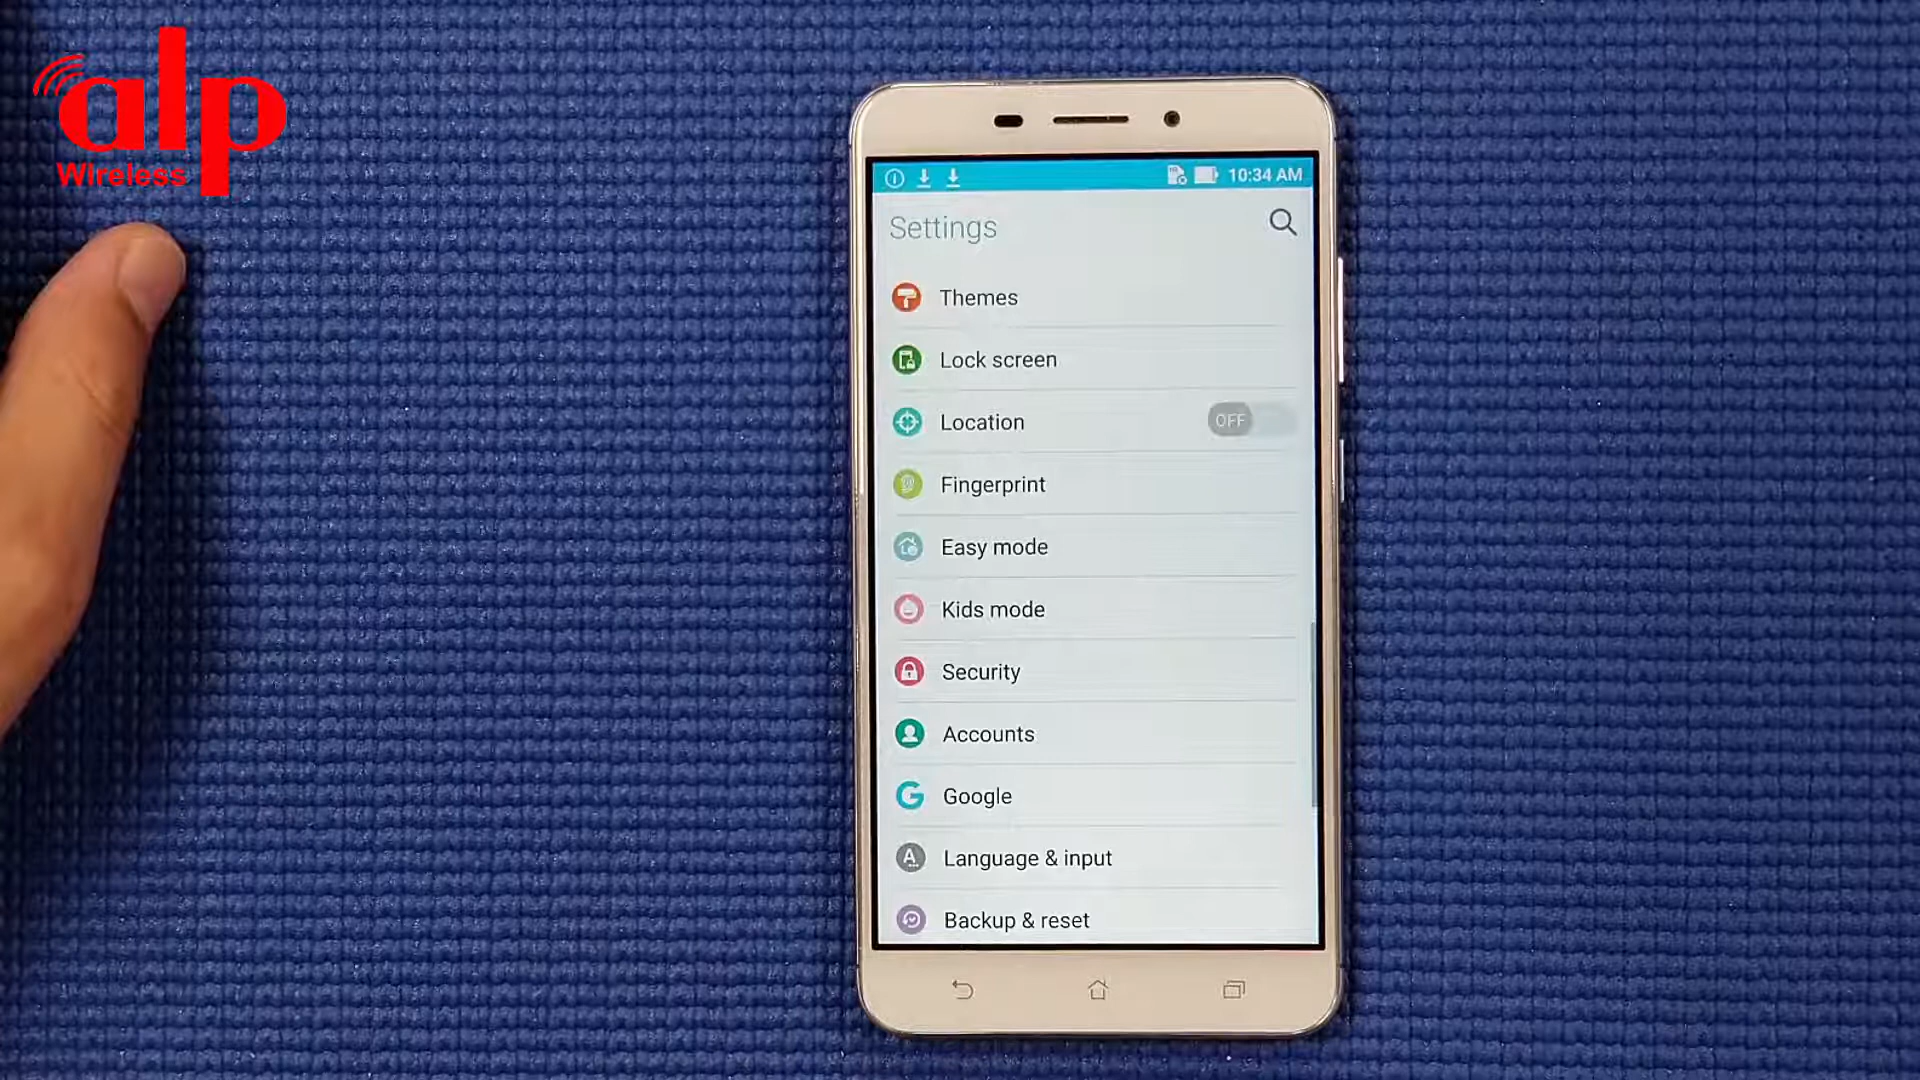 alp
Wireless
10:34 AM
Settings
Themes
Lock screen
Location
OFF
Fingerprint
Easy mode
Kids mode
Security
Accounts
Google
Language & input
Backup & reset